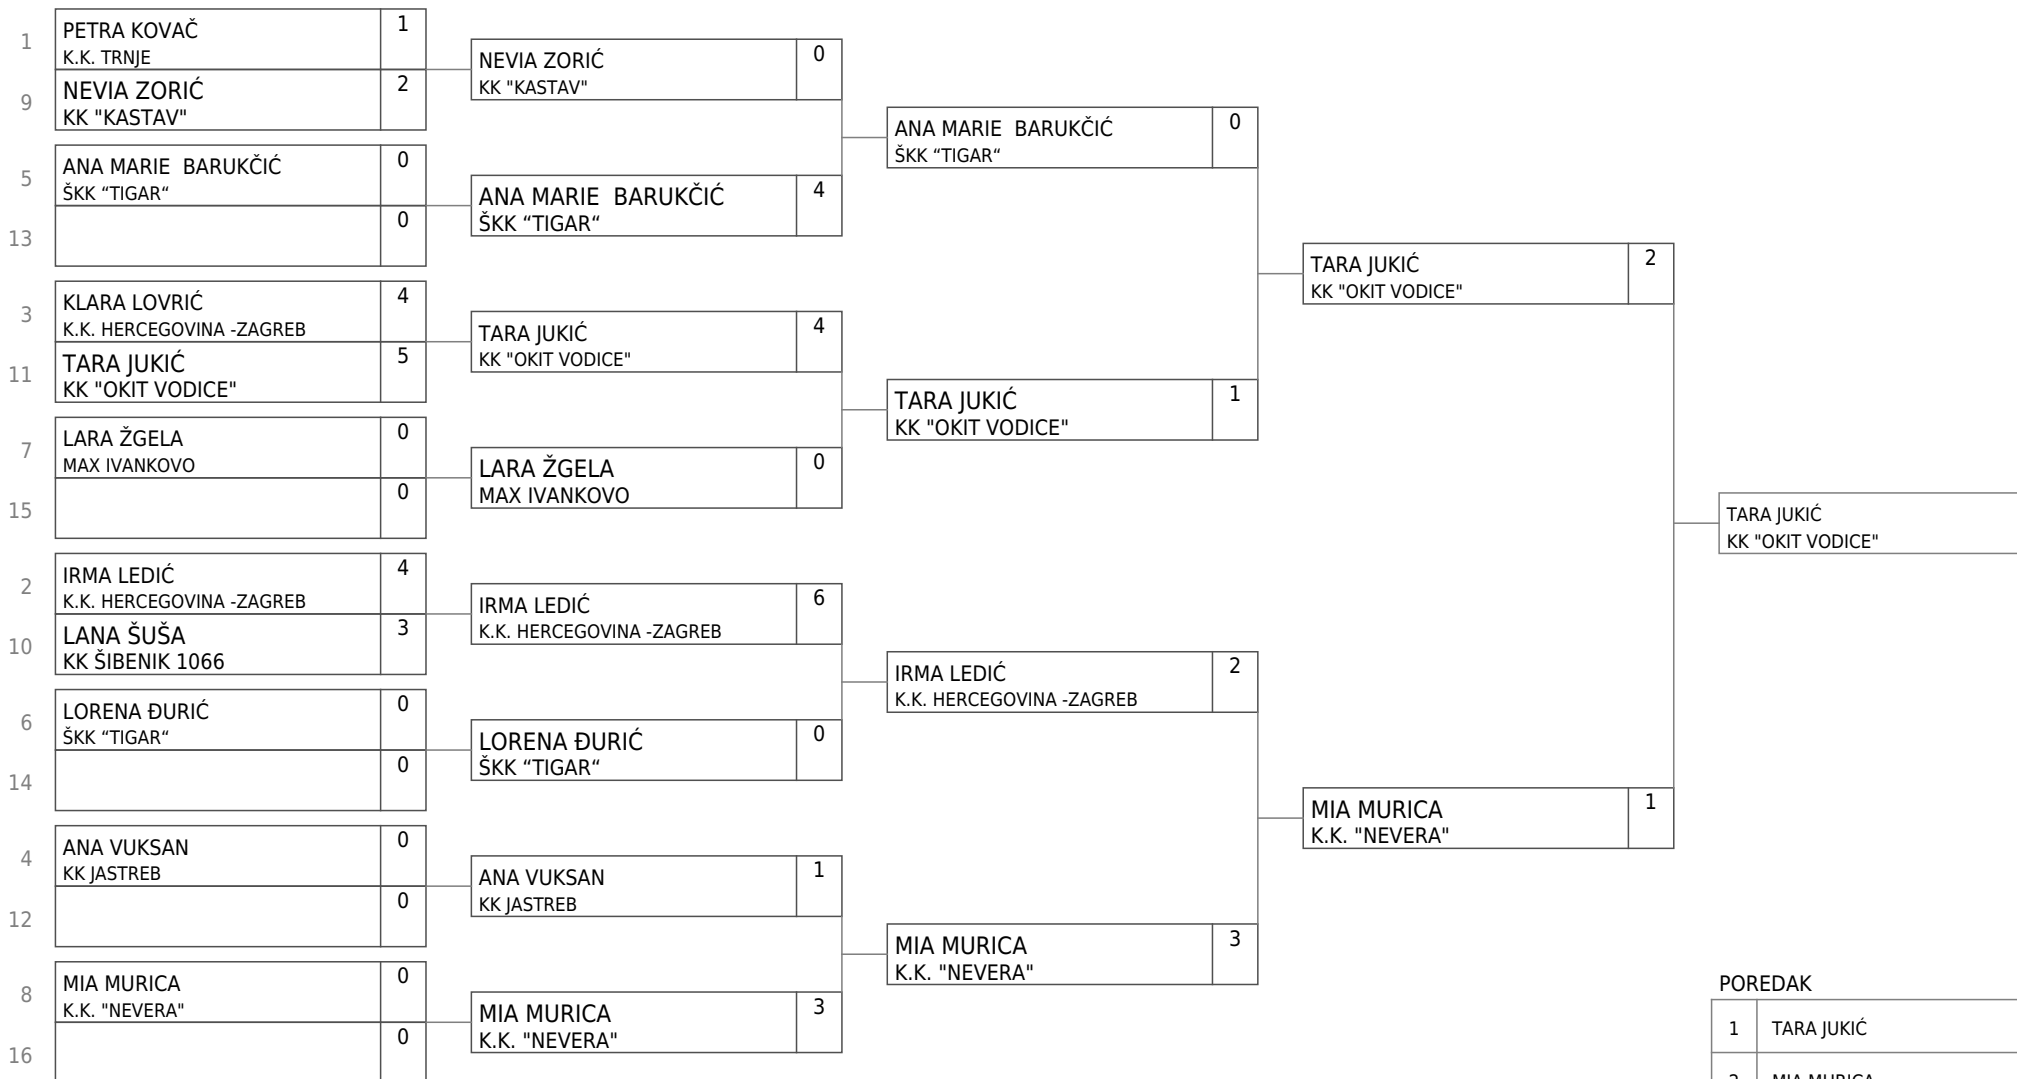 1
PETRA KOVAČ
K.K. TRNJE
1
9
NEVIA ZORIĆ
KK "KASTAV"
2
5
ANA MARIE  BARUKČIĆ
ŠKK “TIGAR“
0
13
0
3
KLARA LOVRIĆ
K.K. HERCEGOVINA -ZAGREB
4
11
TARA JUKIĆ
KK "OKIT VODICE"
5
7
LARA ŽGELA
MAX IVANKOVO
0
15
0
2
IRMA LEDIĆ
K.K. HERCEGOVINA -ZAGREB
4
10
LANA ŠUŠA
KK ŠIBENIK 1066
3
6
LORENA ĐURIĆ
ŠKK “TIGAR“
0
14
0
4
ANA VUKSAN
KK JASTREB
0
12
0
8
MIA MURICA
K.K. "NEVERA"
0
16
0
NEVIA ZORIĆ
KK "KASTAV"
0
ANA MARIE  BARUKČIĆ
ŠKK “TIGAR“
4
TARA JUKIĆ
KK "OKIT VODICE"
4
LARA ŽGELA
MAX IVANKOVO
0
IRMA LEDIĆ
K.K. HERCEGOVINA -ZAGREB
6
LORENA ĐURIĆ
ŠKK “TIGAR“
0
ANA VUKSAN
KK JASTREB
1
MIA MURICA
K.K. "NEVERA"
3
ANA MARIE  BARUKČIĆ
ŠKK “TIGAR“
0
TARA JUKIĆ
KK "OKIT VODICE"
1
IRMA LEDIĆ
K.K. HERCEGOVINA -ZAGREB
2
MIA MURICA
K.K. "NEVERA"
3
TARA JUKIĆ
KK "OKIT VODICE"
2
MIA MURICA
K.K. "NEVERA"
1
TARA JUKIĆ
KK "OKIT VODICE"
POREDAK
1 TARA JUKIĆ
2 MIA MURICA